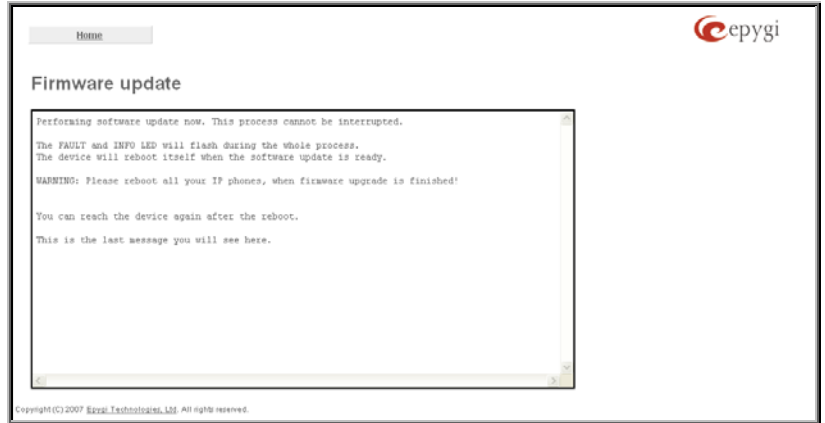 Home
epygi
Firmware update
Performing software update now. This process cannot be interrupted.
The FAULT and INFO LED will flash during the whole process.
The device will reboot itself when the software update is ready.
WARNING: Please reboot all your IP phones, when firmware upgrade is finished!
You can reach the device again after the reboot.
This is the last message you will see here.
Copyright (C) 2007 Epygi Technologies, Ltd. All rights reserved.